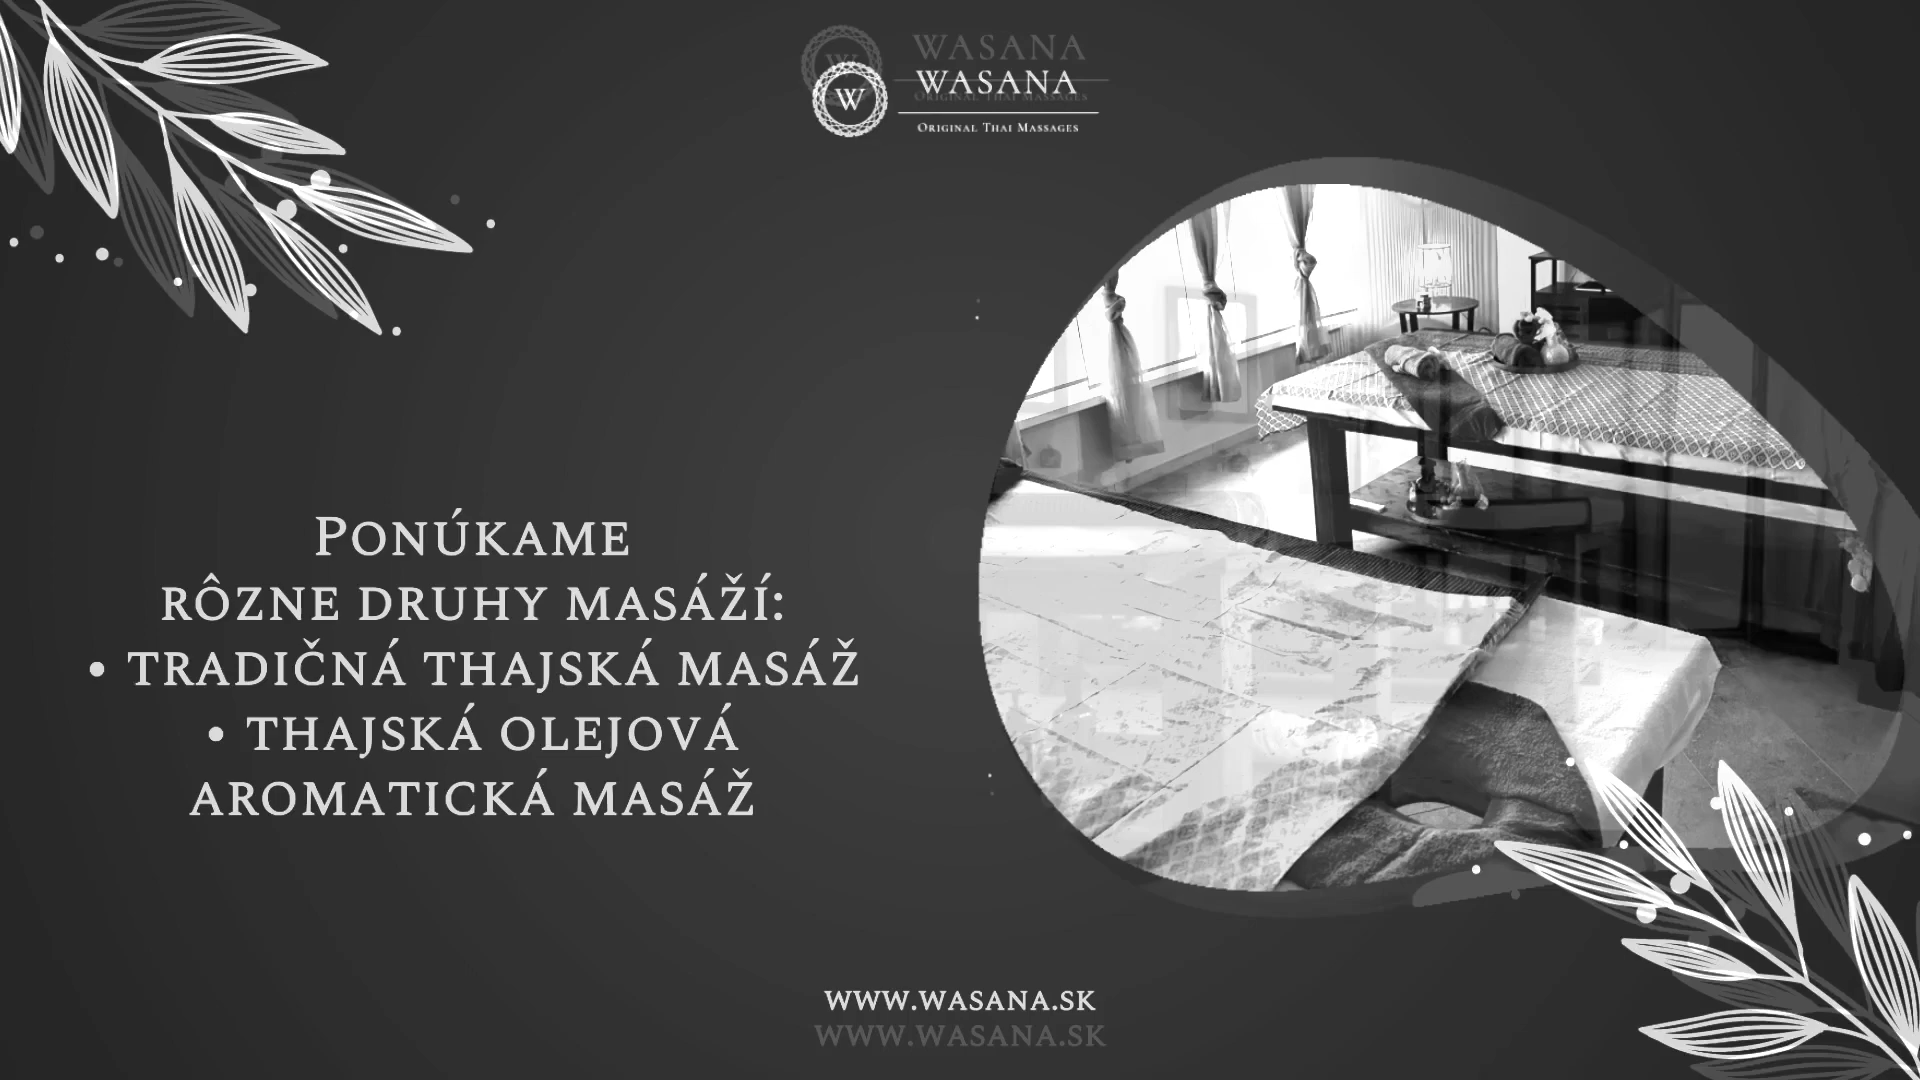 WASANA
WASANA
ORIGINAL THAI MASSAGES
W
W
ORIGINAL THAI MASSAGES
PONÚKAME
RÔZNE DRUHY MASÁŽÍ:
• TRADIČNÁ THAJSKÁ MASÁŽ
• THAJSKÁ OLEJOVÁ
AROMATICKÁ MASÁŽ
WWW.WASANA.SK
WWW.WASANA.SK